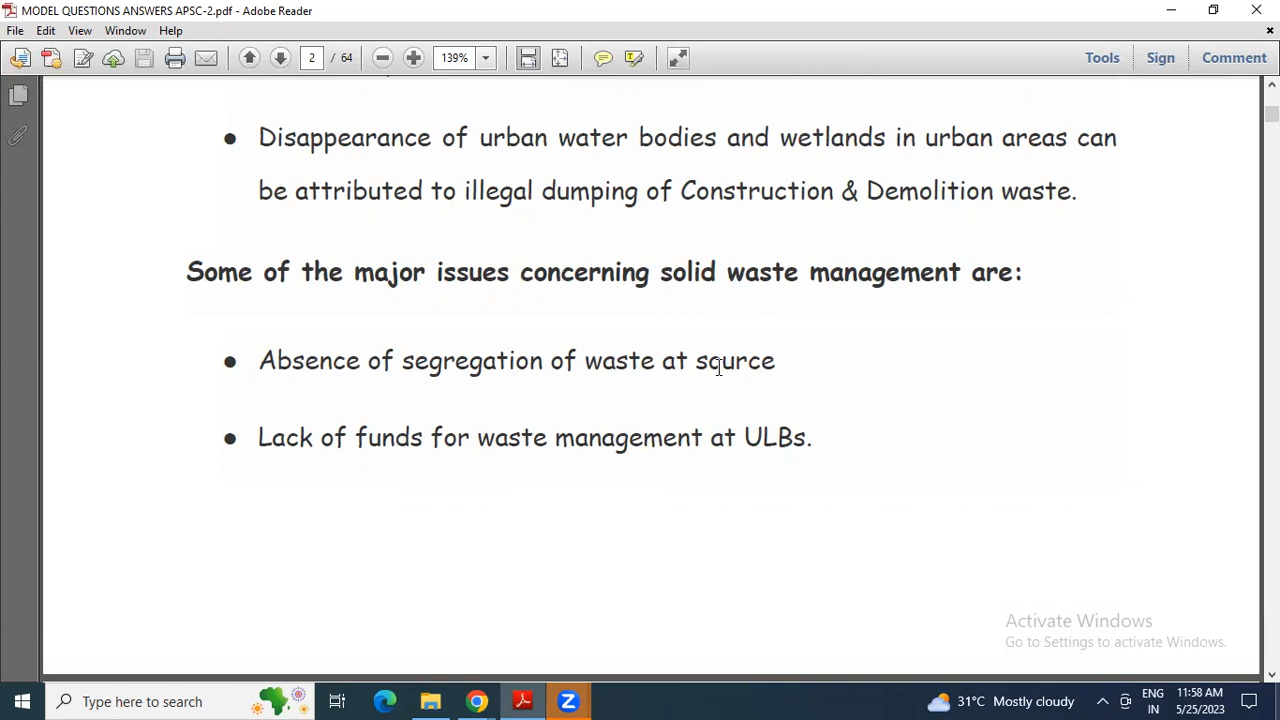 MODEL QUESTIONS ANSWERS APSC-2.pdf - Adobe Reader
File Edit View Window Help
2 / 64 139% Tools Sign Comment
● Disappearance of urban water bodies and wetlands in urban areas can
be attributed to illegal dumping of Construction & Demolition waste.
Some of the major issues concerning solid waste management are:
● Absence of segregation of waste at source
● Lack of funds for waste management at ULBs.
Activate Windows
Go to Settings to activate Windows.
Type here to search
31°C Mostly cloudy
ENG
IN
11:58 AM
5/25/2023